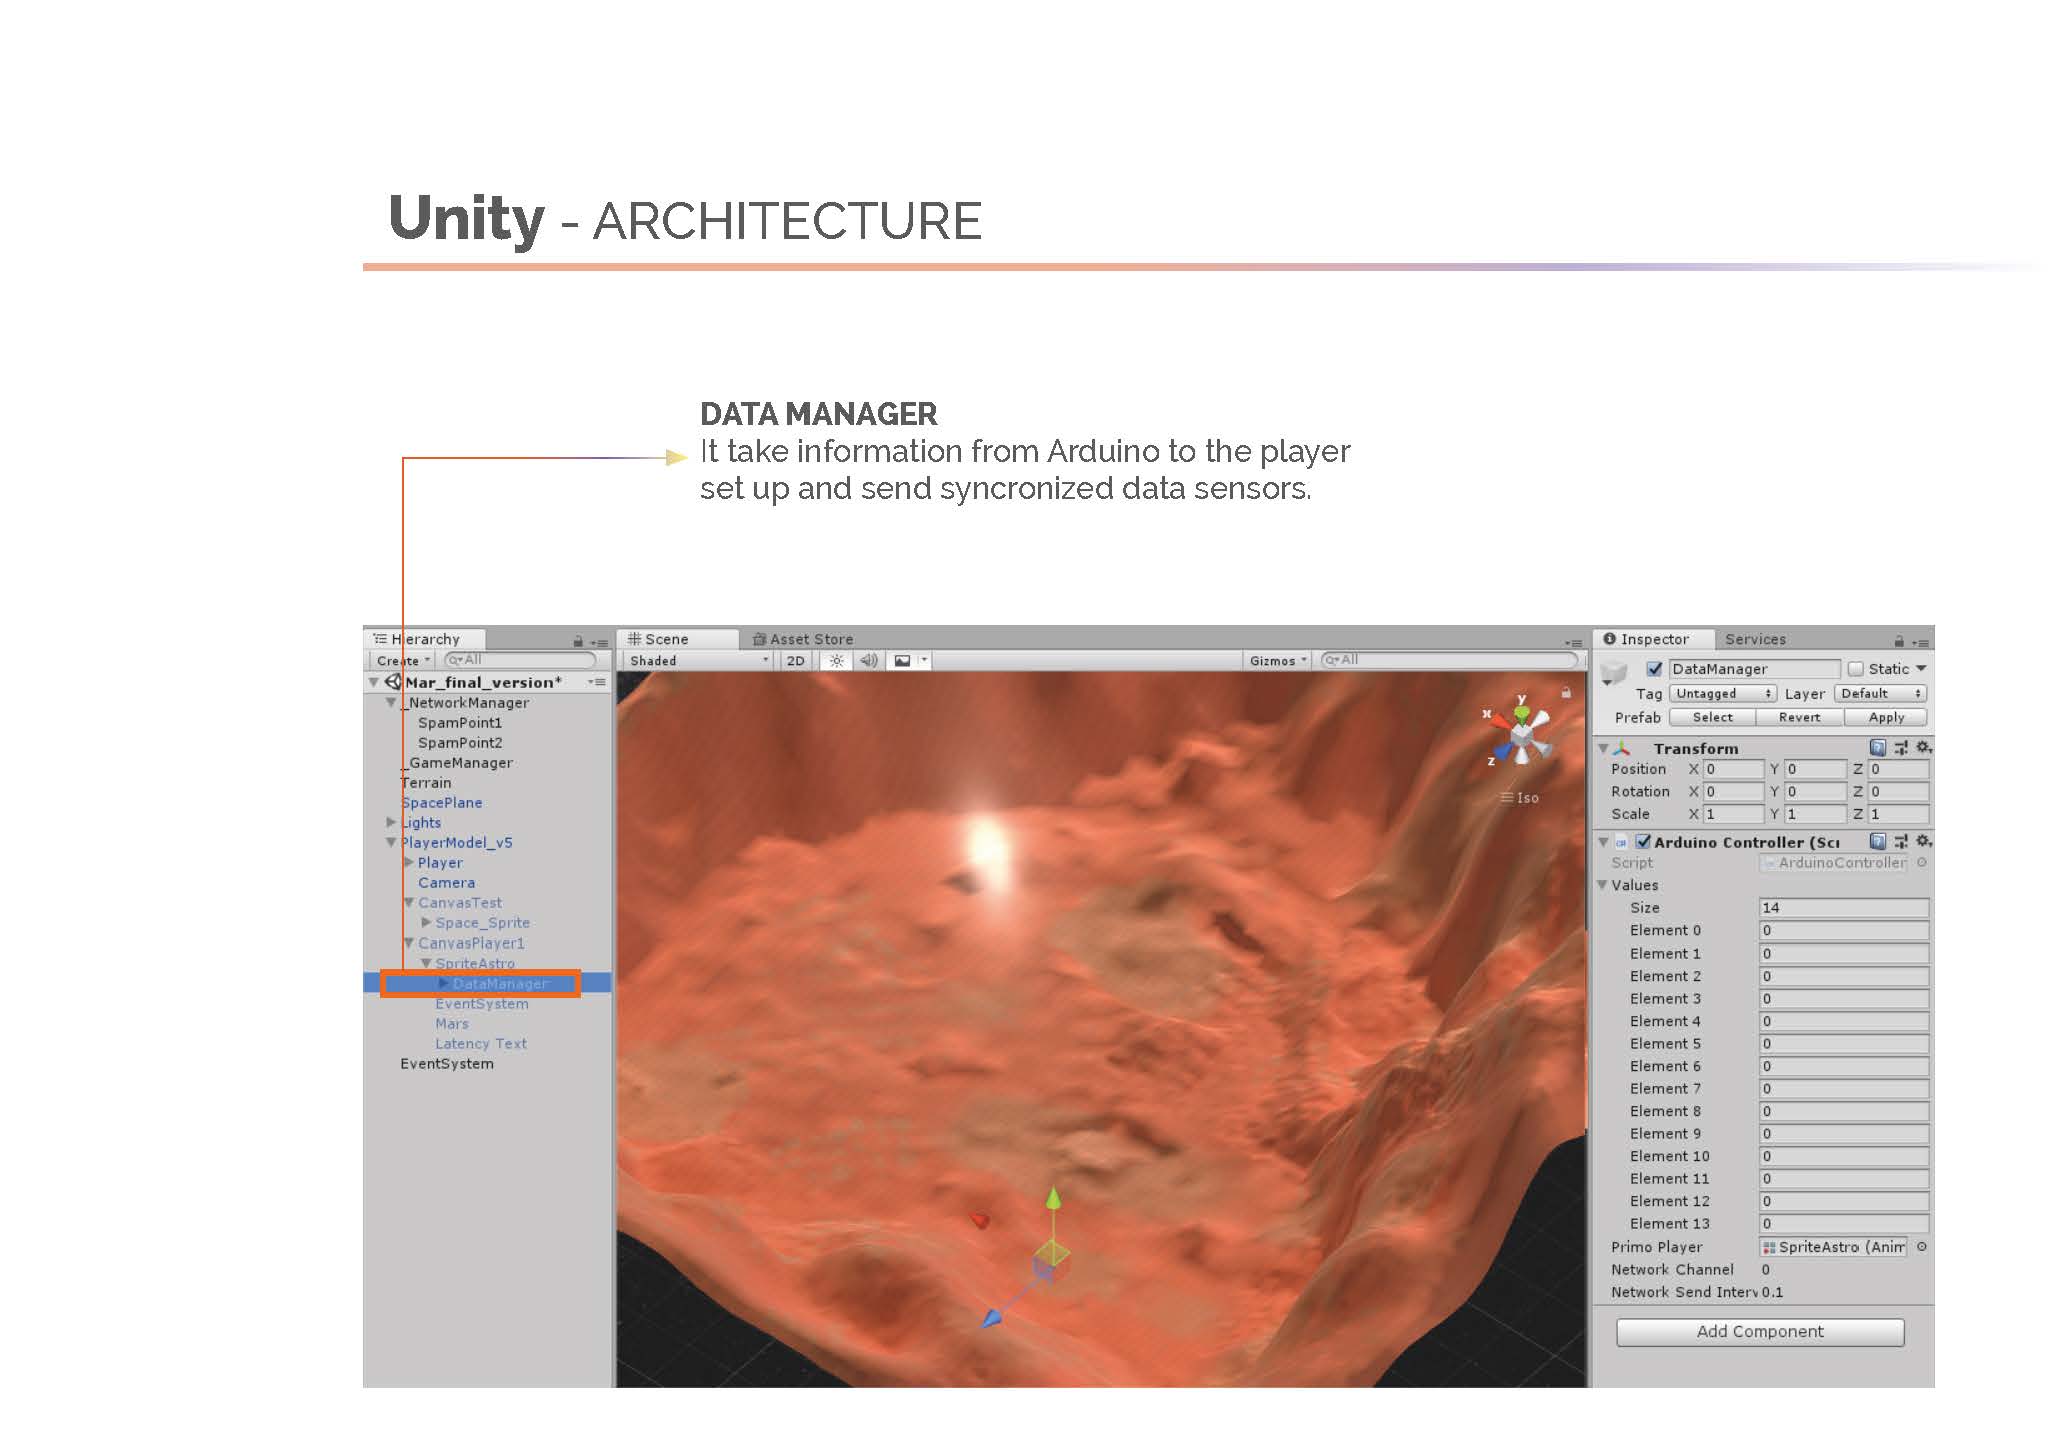 Unity - ARCHITECTURE
DATA MANAGER
It take information from Arduino to the player
set up and send syncronized data sensors.
Hierarchy
Create All
Mar_final_version*
_NetworkManager
SpamPoint1
SpamPoint2
_GameManager
Terrain
SpacePlane
Lights
PlayerModel_v5
Player
Camera
CanvasTest
Space_Sprite
CanvasPlayer1
SpriteAstro
DataManager
EventSystem
Mars
Latency Text
EventSystem
Scene Asset Store
Shaded 2D Gizmos All
y
x
z
Iso
Inspector Services
DataManager Static
Tag Untagged Layer Default
Prefab Select Revert Apply
Transform
Position X 0 Y 0 Z 0
Rotation X 0 Y 0 Z 0
Scale X 1 Y 1 Z 1
Arduino Controller (Scr
Script ArduinoController
Values
Size 14
Element 0 0
Element 1 0
Element 2 0
Element 3 0
Element 4 0
Element 5 0
Element 6 0
Element 7 0
Element 8 0
Element 9 0
Element 10 0
Element 11 0
Element 12 0
Element 13 0
Primo Player SpriteAstro (Anim
Network Channel 0
Network Send Interv 0.1
Add Component